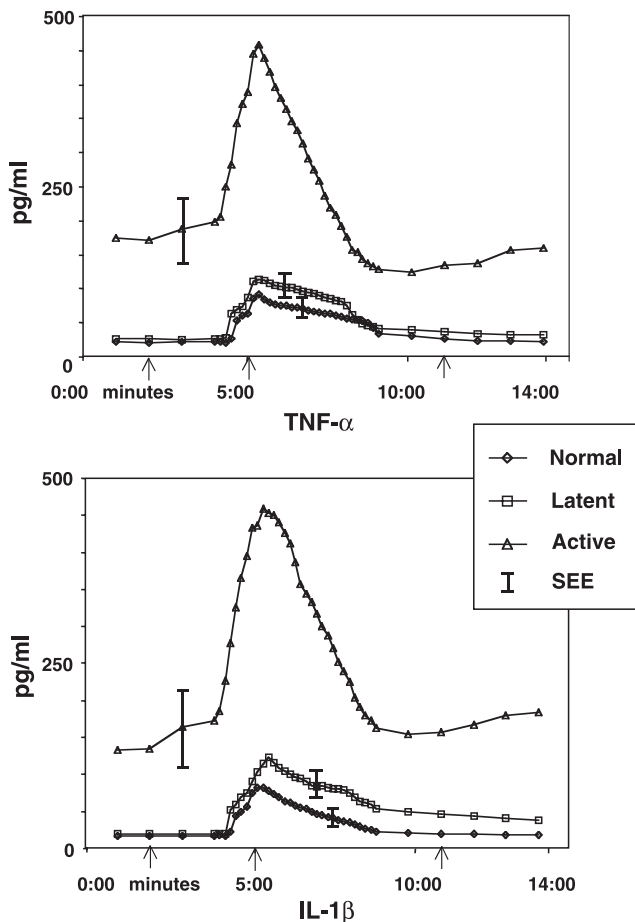 500
250
0
pg/ml
0:00 minutes 5:00 10:00 14:00
TNF-α
Normal
Latent
Active
SEE
500
250
0
pg/ml
0:00 minutes 5:00 10:00 14:00
IL-1β